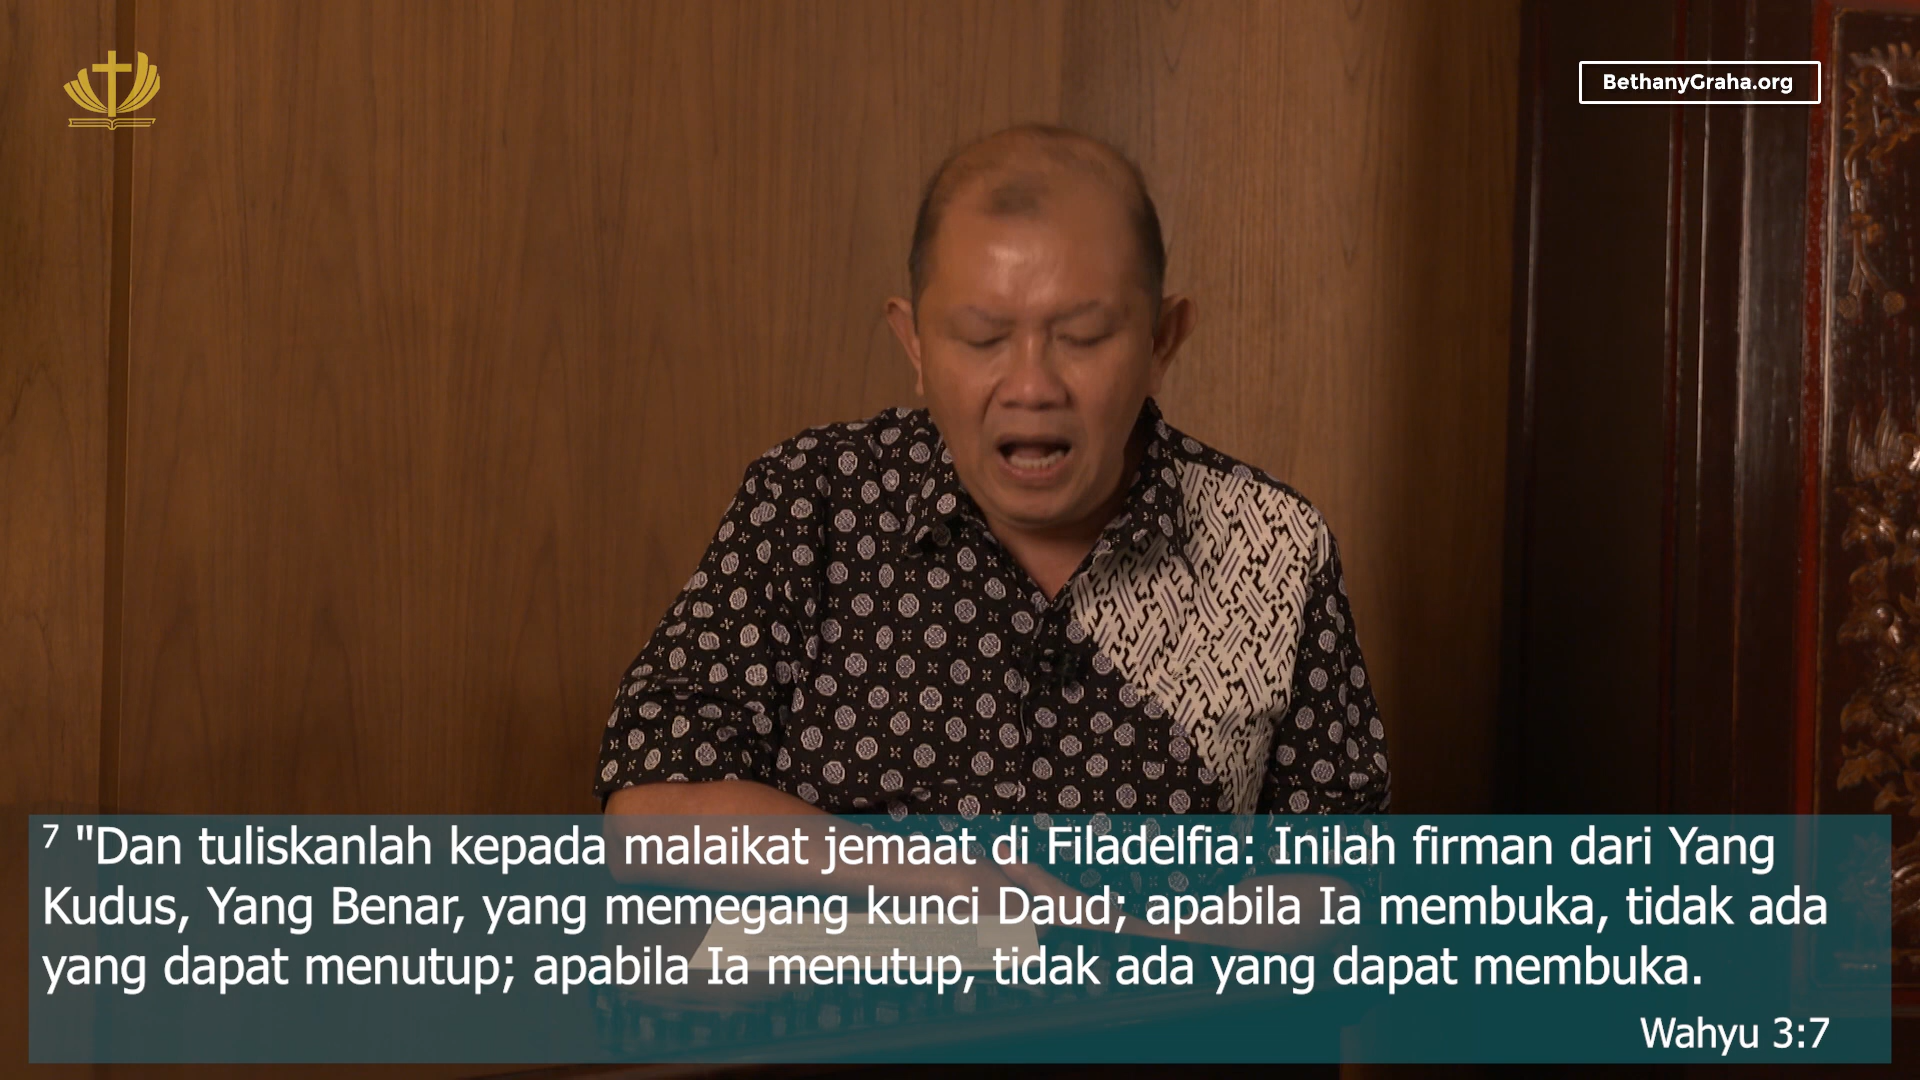 BethanyGraha.org
7 "Dan tuliskanlah kepada malaikat jemaat di Filadelfia: Inilah firman dari Yang
Kudus, Yang Benar, yang memegang kunci Daud; apabila Ia membuka, tidak ada
yang dapat menutup; apabila Ia menutup, tidak ada yang dapat membuka.
Wahyu 3:7